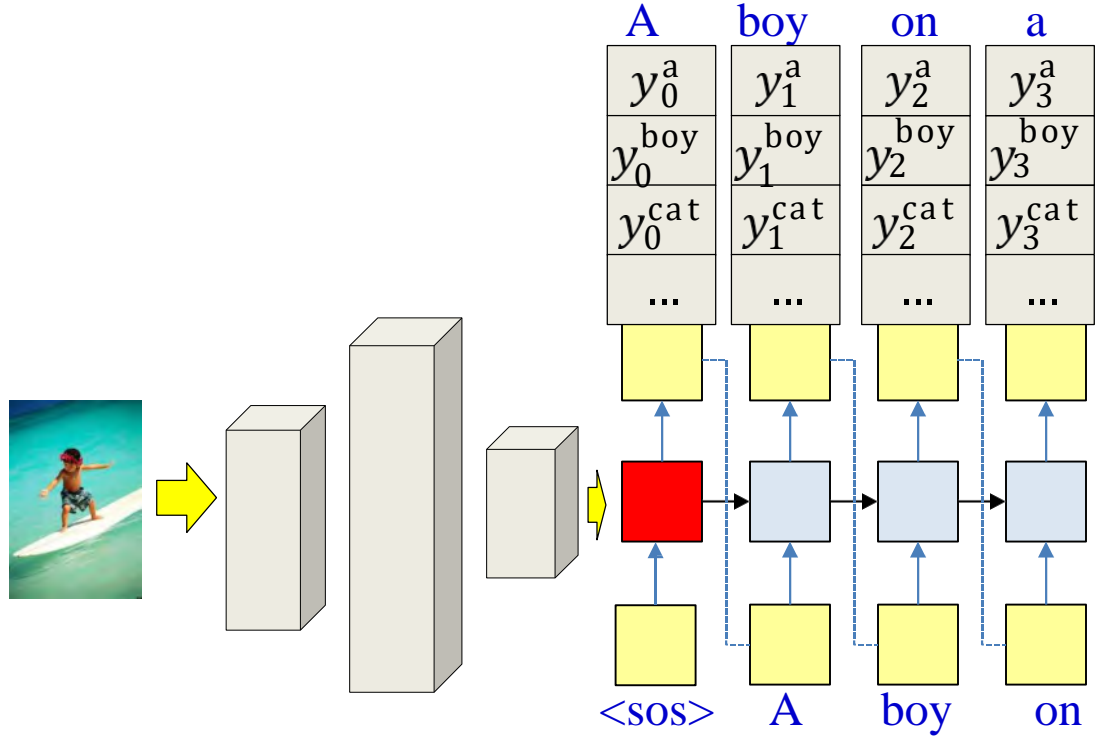 A boy on a
y_0^a y_1^a y_2^a y_3^a
y_0^boy y_1^boy y_2^boy y_3^boy
y_0^cat y_1^cat y_2^cat y_3^cat
... ... ... ...
<sos> A boy on